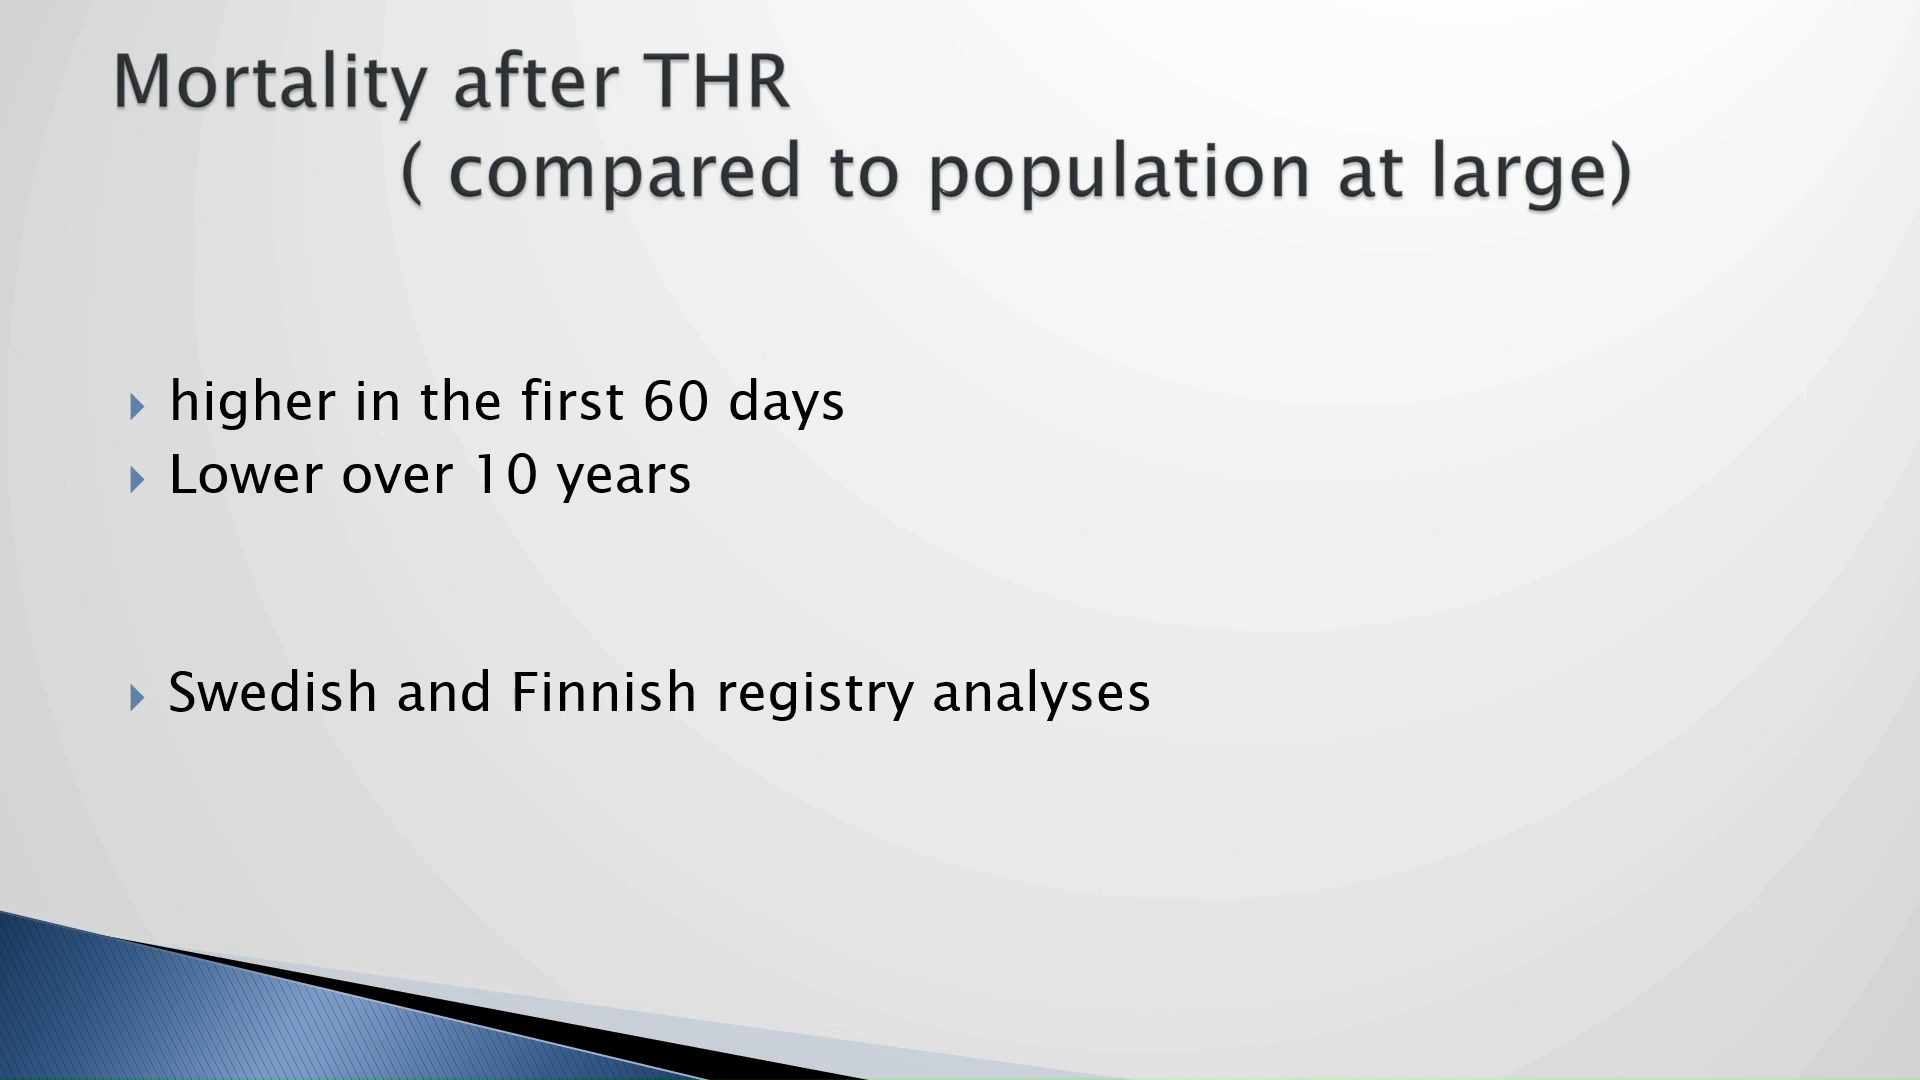 Mortality after THR
( compared to population at large)
higher in the first 60 days
Lower over 10 years
Swedish and Finnish registry analyses